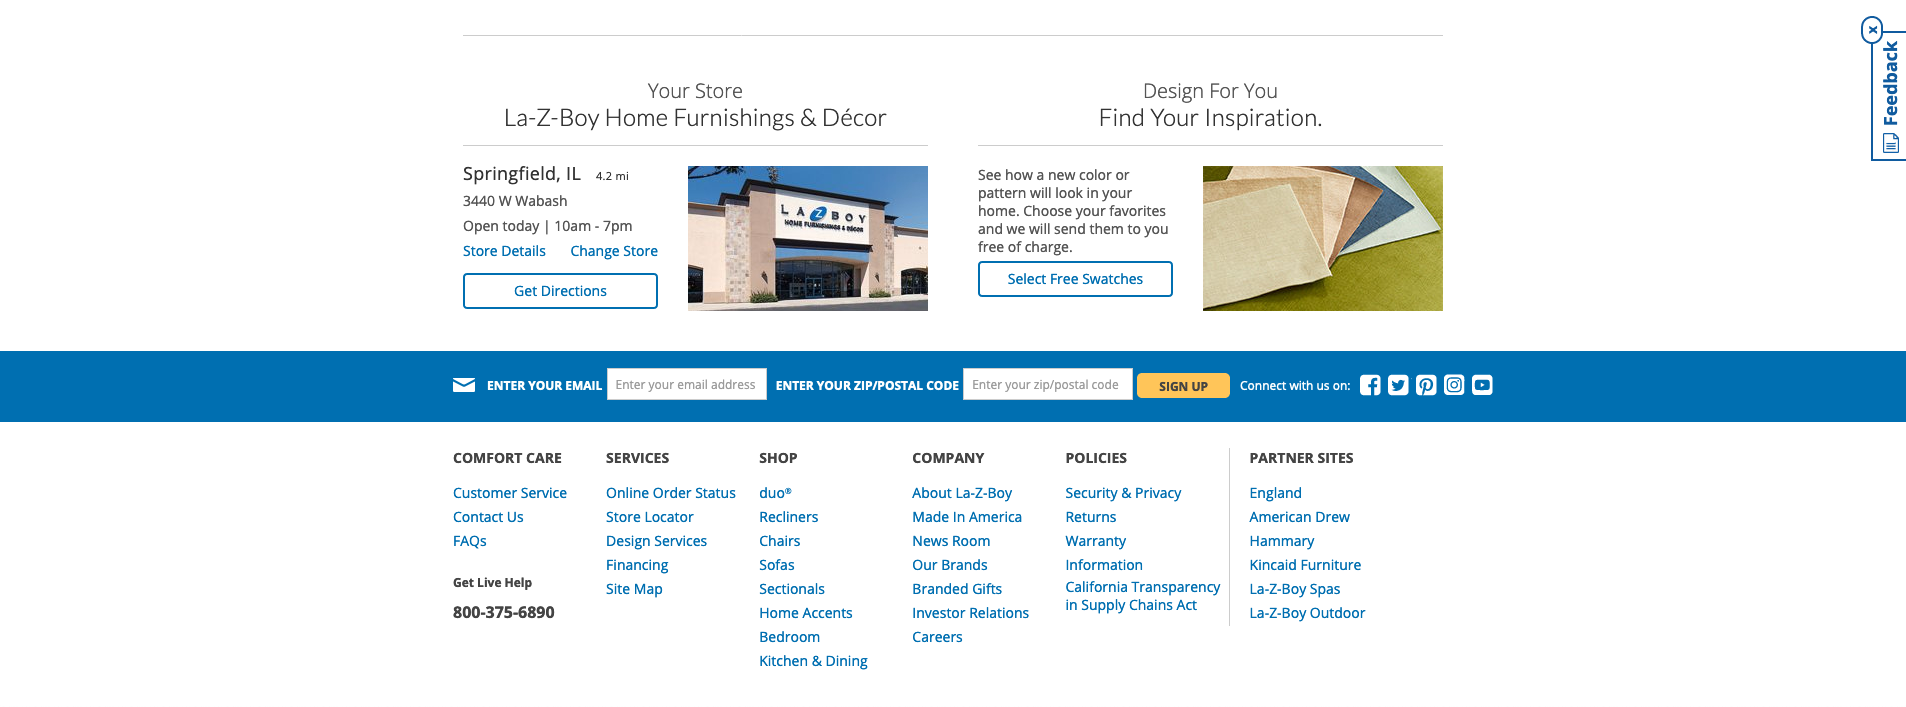 x
Feedback
Your Store
La-Z-Boy Home Furnishings & Décor
Springfield, IL 4.2 mi
3440 W Wabash
Open today | 10am - 7pm
Store Details Change Store
Get Directions
LA Z BOY
HOME FURNISHINGS & DÉCOR
Design For You
Find Your Inspiration.
See how a new color or
pattern will look in your
home. Choose your favorites
and we will send them to you
free of charge.
Select Free Swatches
ENTER YOUR EMAIL Enter your email address ENTER YOUR ZIP/POSTAL CODE Enter your zip/postal code SIGN UP Connect with us on:
COMFORT CARE
Customer Service
Contact Us
FAQs
Get Live Help
800-375-6890
SERVICES
Online Order Status
Store Locator
Design Services
Financing
Site Map
SHOP
duo®
Recliners
Chairs
Sofas
Sectionals
Home Accents
Bedroom
Kitchen & Dining
COMPANY
About La-Z-Boy
Made In America
News Room
Our Brands
Branded Gifts
Investor Relations
Careers
POLICIES
Security & Privacy
Returns
Warranty
Information
California Transparency
in Supply Chains Act
PARTNER SITES
England
American Drew
Hammary
Kincaid Furniture
La-Z-Boy Spas
La-Z-Boy Outdoor